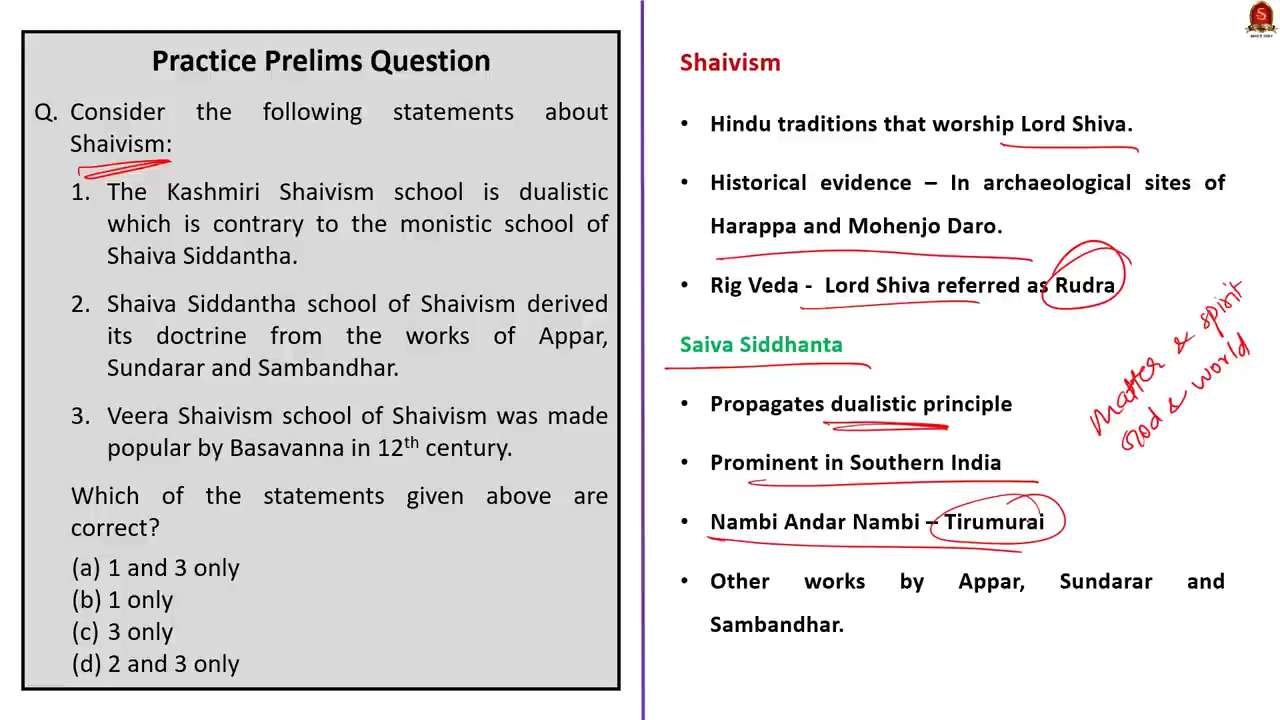 Practice Prelims Question
Q. Consider the following statements about
Shaivism:
1. The Kashmiri Shaivism school is dualistic
which is contrary to the monistic school of
Shaiva Siddantha.
2. Shaiva Siddantha school of Shaivism derived
its doctrine from the works of Appar,
Sundarar and Sambandhar.
3. Veera Shaivism school of Shaivism was made
popular by Basavanna in 12th century.
Which of the statements given above are
correct?
(a) 1 and 3 only
(b) 1 only
(c) 3 only
(d) 2 and 3 only
Shaivism
• Hindu traditions that worship Lord Shiva.
• Historical evidence – In archaeological sites of
Harappa and Mohenjo Daro.
• Rig Veda - Lord Shiva referred as Rudra
Saiva Siddhanta
• Propagates dualistic principle
• Prominent in Southern India
• Nambi Andar Nambi – Tirumurai
• Other works by Appar, Sundarar and
Sambandhar.
Matter & spirit
God & world